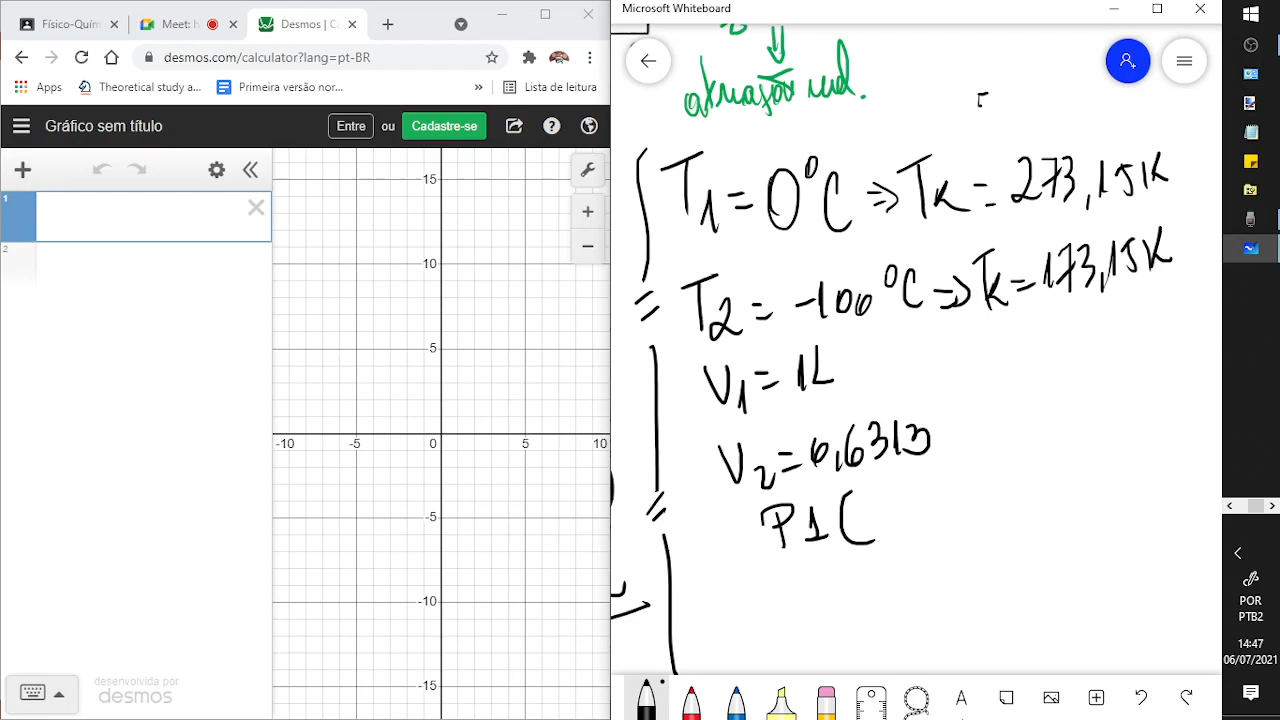 Físico-Quím
Meet: h
Desmos | C
desmos.com/calculator?lang=pt-BR
Apps
Theoretical study a...
Primeira versão nor...
Lista de leitura
Gráfico sem título
Entre
ou
Cadastre-se
1
2
15
10
5
-10
-5
0
5
10
-5
-10
-15
desenvolvida por
desmos
Microsoft Whiteboard
T1 = 0°C ⇒ TK = 273,15K
T2 = -100°C ⇒ TK = 173,15K
V1 = 1L
V2 = 0,6313
P1 (
A
POR
PTB2
14:47
06/07/2021